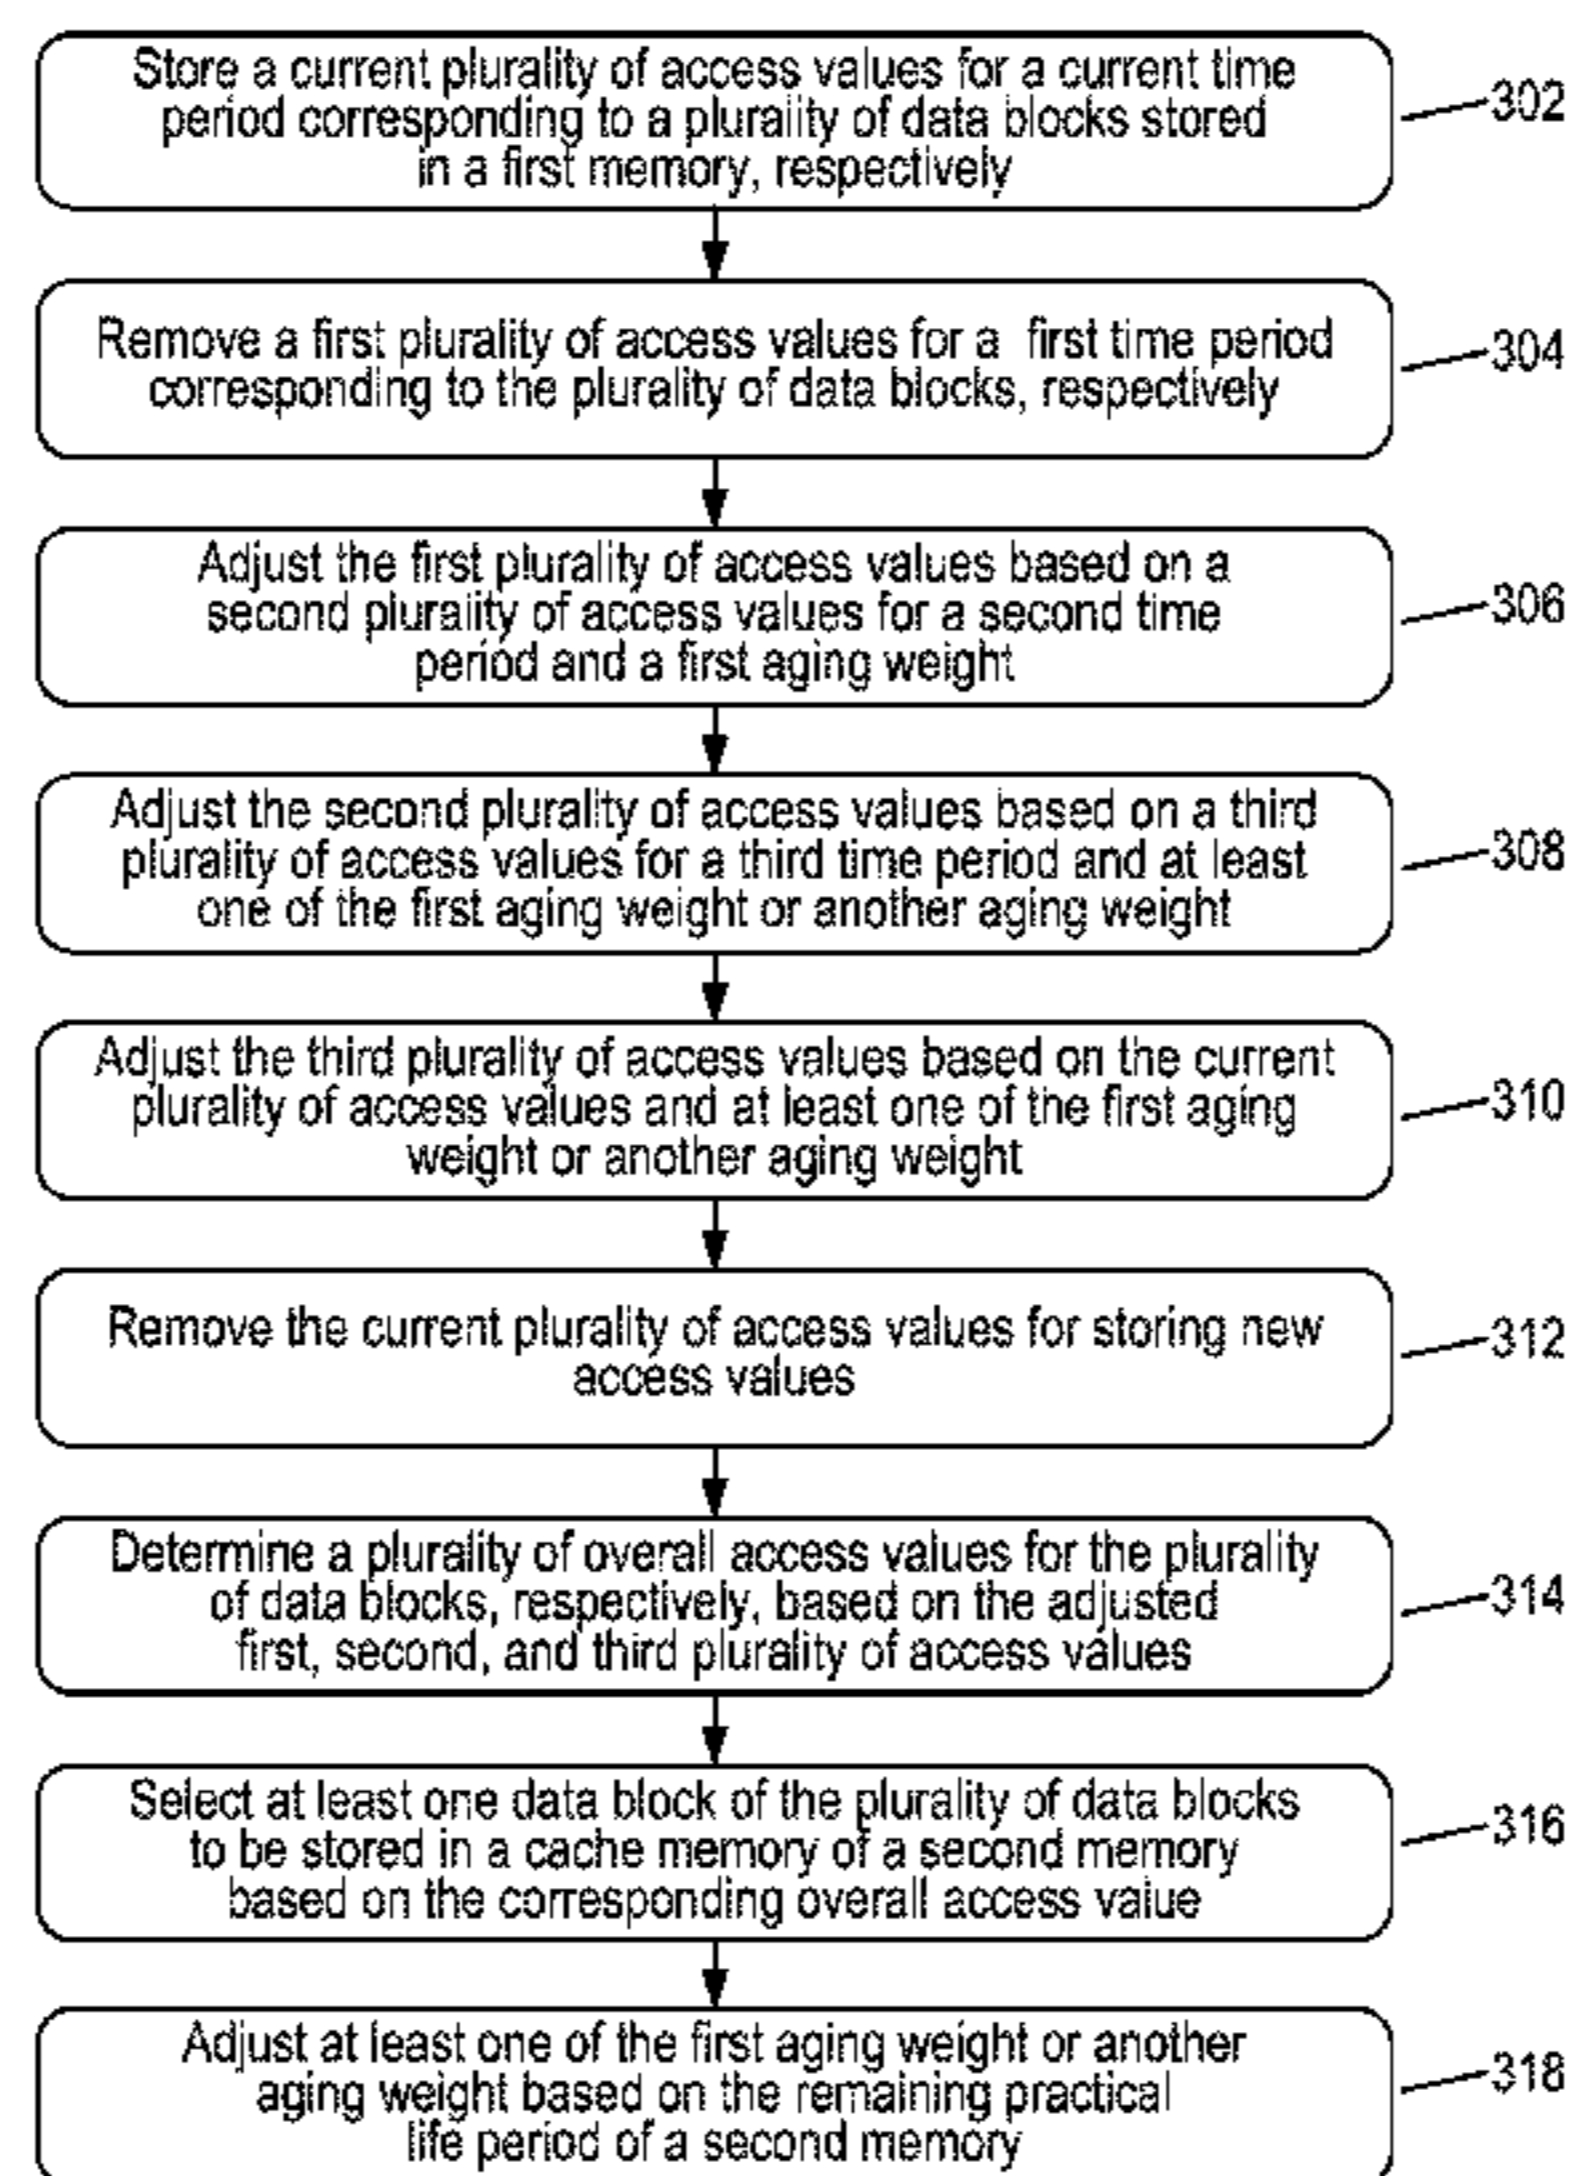 Store a current plurality of access values for a current time
period corresponding to a plurality of data blocks stored
in a first memory, respectively
302
Remove a first plurality of access values for a first time period
corresponding to the plurality of data blocks, respectively
304
Adjust the first plurality of access values based on a
second plurality of access values for a second time
period and a first aging weight
306
Adjust the second plurality of access values based on a third
plurality of access values for a third time period and at least
one of the first aging weight or another aging weight
308
Adjust the third plurality of access values based on the current
plurality of access values and at least one of the first aging
weight or another aging weight
310
Remove the current plurality of access values for storing new
access values
312
Determine a plurality of overall access values for the plurality
of data blocks, respectively, based on the adjusted
first, second, and third plurality of access values
314
Select at least one data block of the plurality of data blocks
to be stored in a cache memory of a second memory
based on the corresponding overall access value
316
Adjust at least one of the first aging weight or another
aging weight based on the remaining practical
life period of a second memory
318